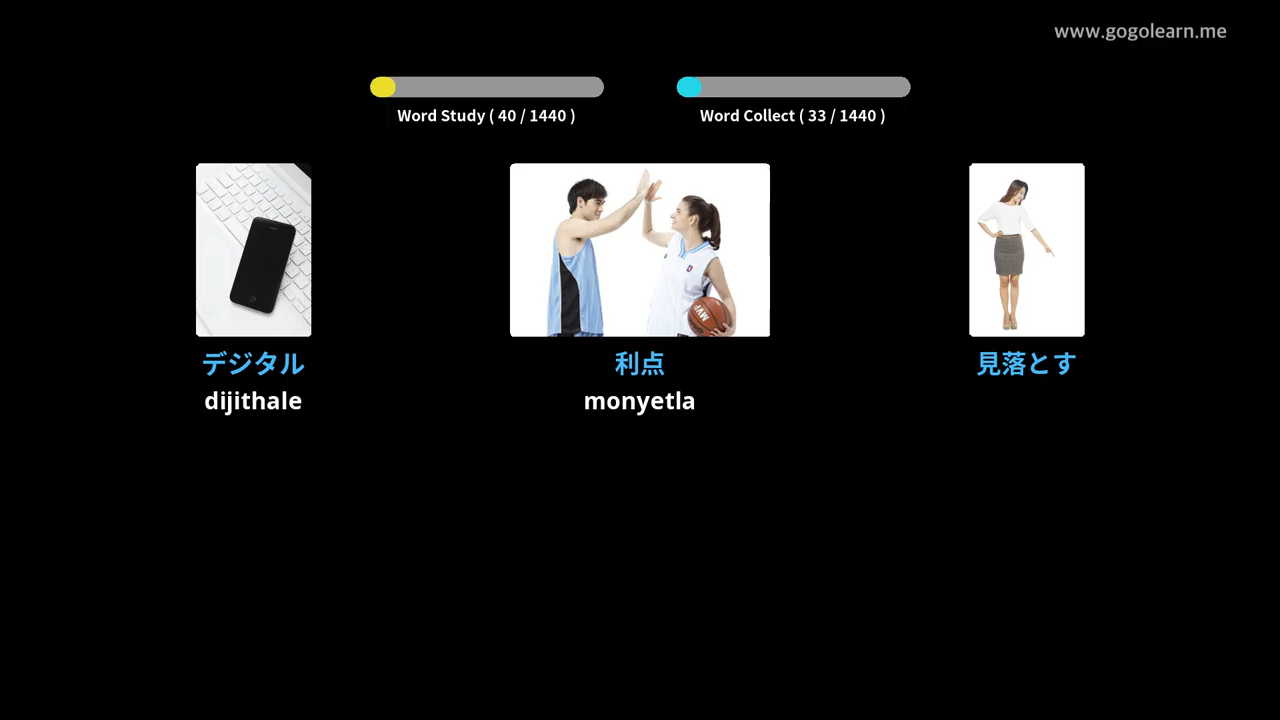 www.gogolearn.me
Word Study ( 40 / 1440 )
Word Collect ( 33 / 1440 )
MVP
デジタル
利点
見落とす
dijithale
monyetla